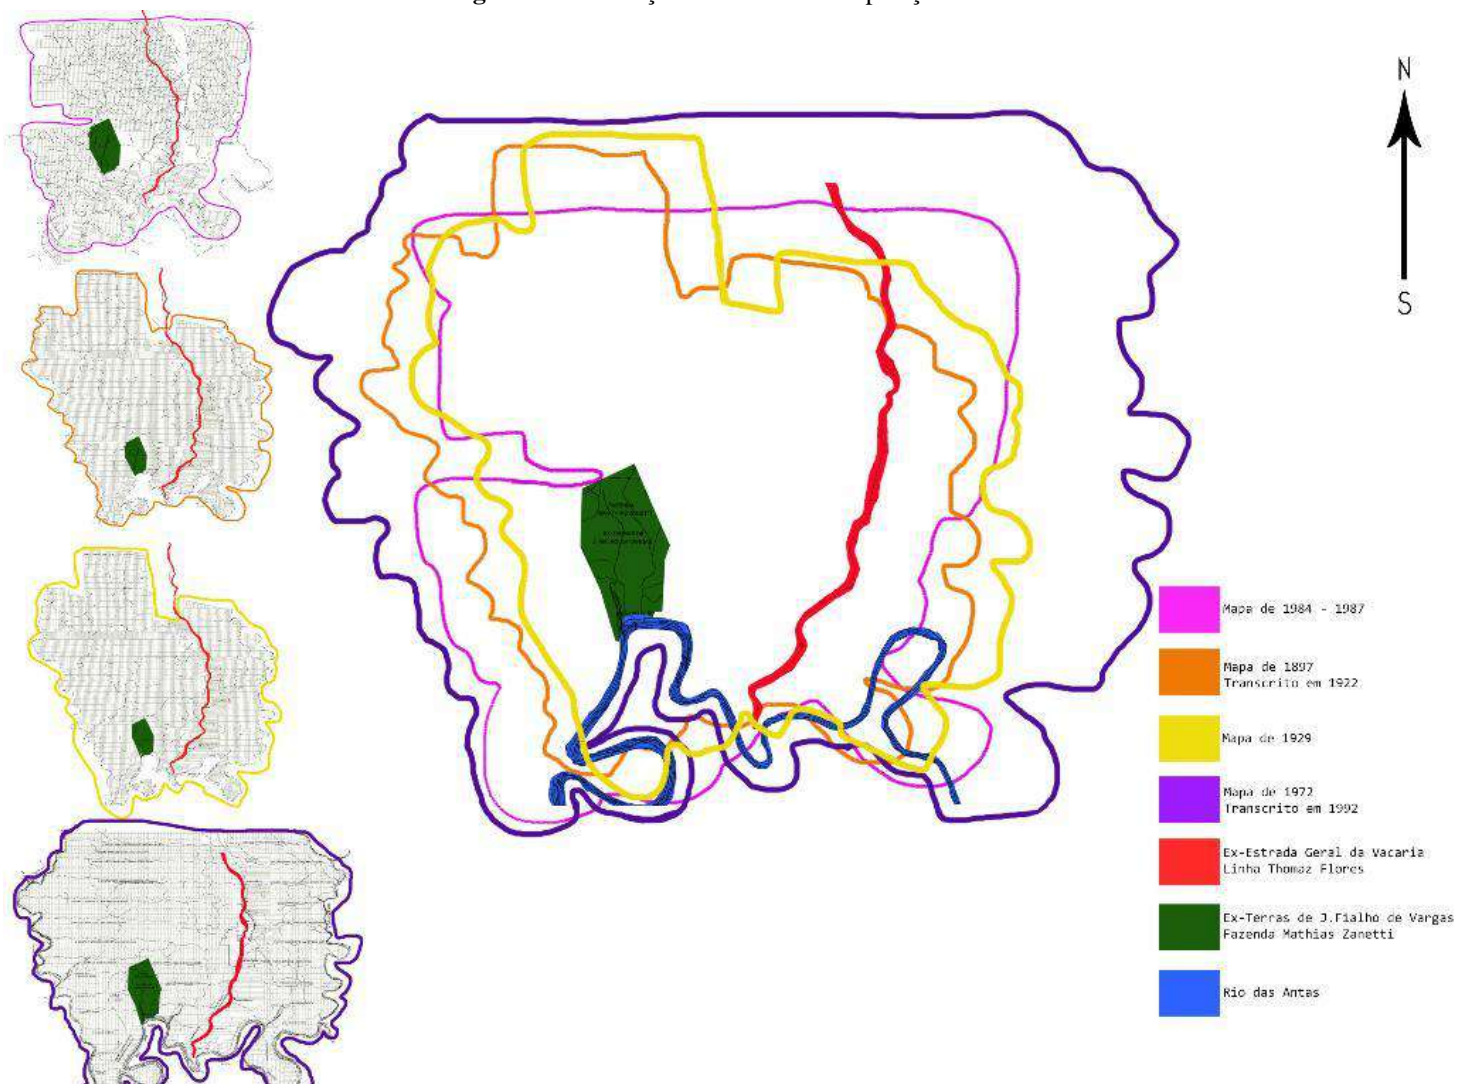 N
S
Mapa de 1984 - 1987
Mapa de 1897
Transcrito em 1922
Mapa de 1929
Mapa de 1972
Transcrito em 1992
Ex-Estrada Geral da Vacaria
Linha Thomaz Flores
Ex-Terras de J.Fialho de Vargas
Fazenda Mathias Zanetti
Rio das Antas